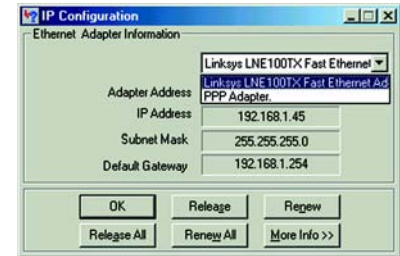 IP Configuration
Ethernet Adapter Information
Linksys LNE100TX Fast Ethernet
Linksys LNE100TX Fast Ethernet Ad
Adapter Address
PPP Adapter.
IP Address 192.168.1.45
Subnet Mask 255.255.255.0
Default Gateway 192.168.1.254
OK Release Renew
Release All Renew All More Info >>